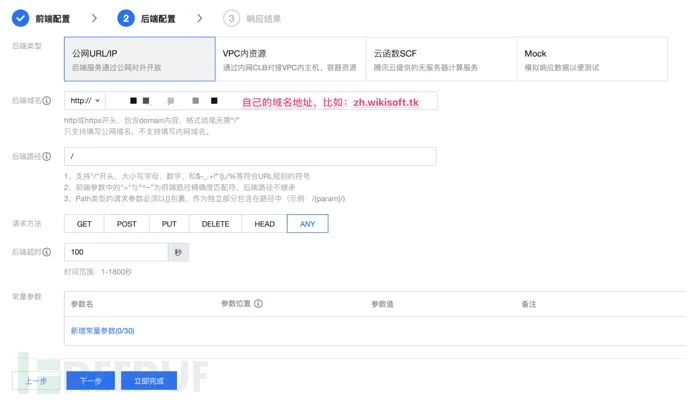 前端配置 2 后端配置 3 响应结果
后端类型
公网URL/IP VPC内资源 云函数SCF Mock
后端服务通过公网对外开放 通过内网CLB对接VPC内主机、容器资源 腾讯云提供的无服务器计算服务 模拟响应数据以便测试
后端域名 http:// 自己的域名地址，比如：zh.wikisoft.tk
http或https开头，包含domain内容，格式结尾无需"/"
只支持填写公网域名，不支持填写内网域名。
后端路径 /
1、支持"/"开头、大小写字母、数字、和$-_.+!*'(),/%等符合URL规则的符号
2、前端参数中的"="与"^~"为前端路径精确度匹配符，后端路径不继承
3、Path类型的请求参数必须以{}包裹，作为独立部分包含在路径中（示例：/{param}/)
请求方法 GET POST PUT DELETE HEAD ANY
后端超时 100 秒
时间范围：1-1800秒
常量参数 参数名 参数位置 参数值 备注
新增常量参数(0/30)
上一步 下一步 立即完成